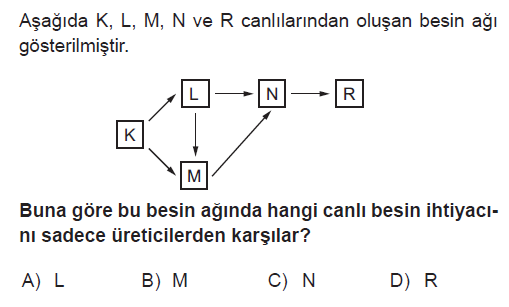 Aşağıda K, L, M, N ve R canlılarından oluşan besin ağı
gösterilmiştir.
L
N
R
K
M
Buna göre bu besin ağında hangi canlı besin ihtiyacı-
nı sadece üreticilerden karşılar?
A) L
B) M
C) N
D) R